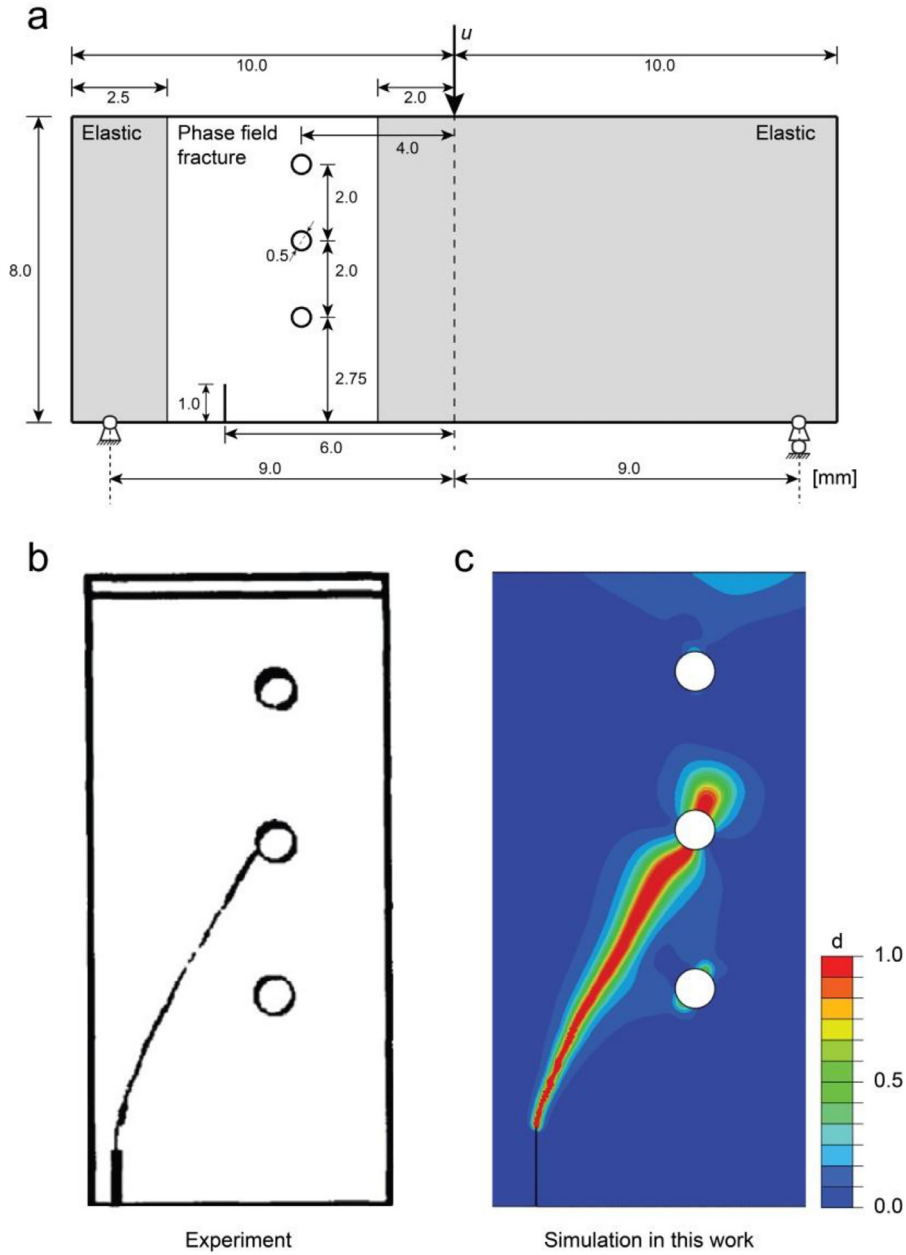 a
u
10.0
10.0
2.5
2.0
Elastic
Phase field
fracture
Elastic
4.0
2.0
0.5
8.0
2.0
2.75
1.0
6.0
9.0
9.0
[mm]
b
c
d
1.0
0.5
0.0
Experiment
Simulation in this work